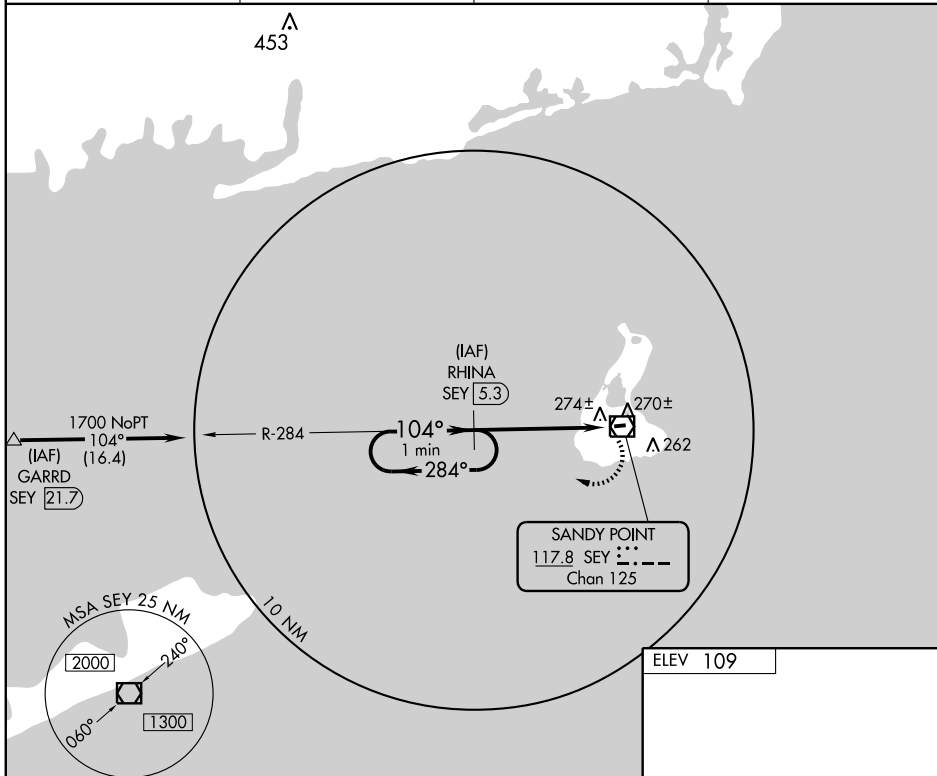 453
(IAF)
RHINA
SEY 5.3
274±
270±
262
1700 NoPT
104°
(16.4)
(IAF)
GARRD
SEY 21.7
R-284
104°
1 min
284°
SANDY POINT
117.8 SEY
Chan 125
10 NM
MSA SEY 25 NM
2000
240°
060°
1300
ELEV 109